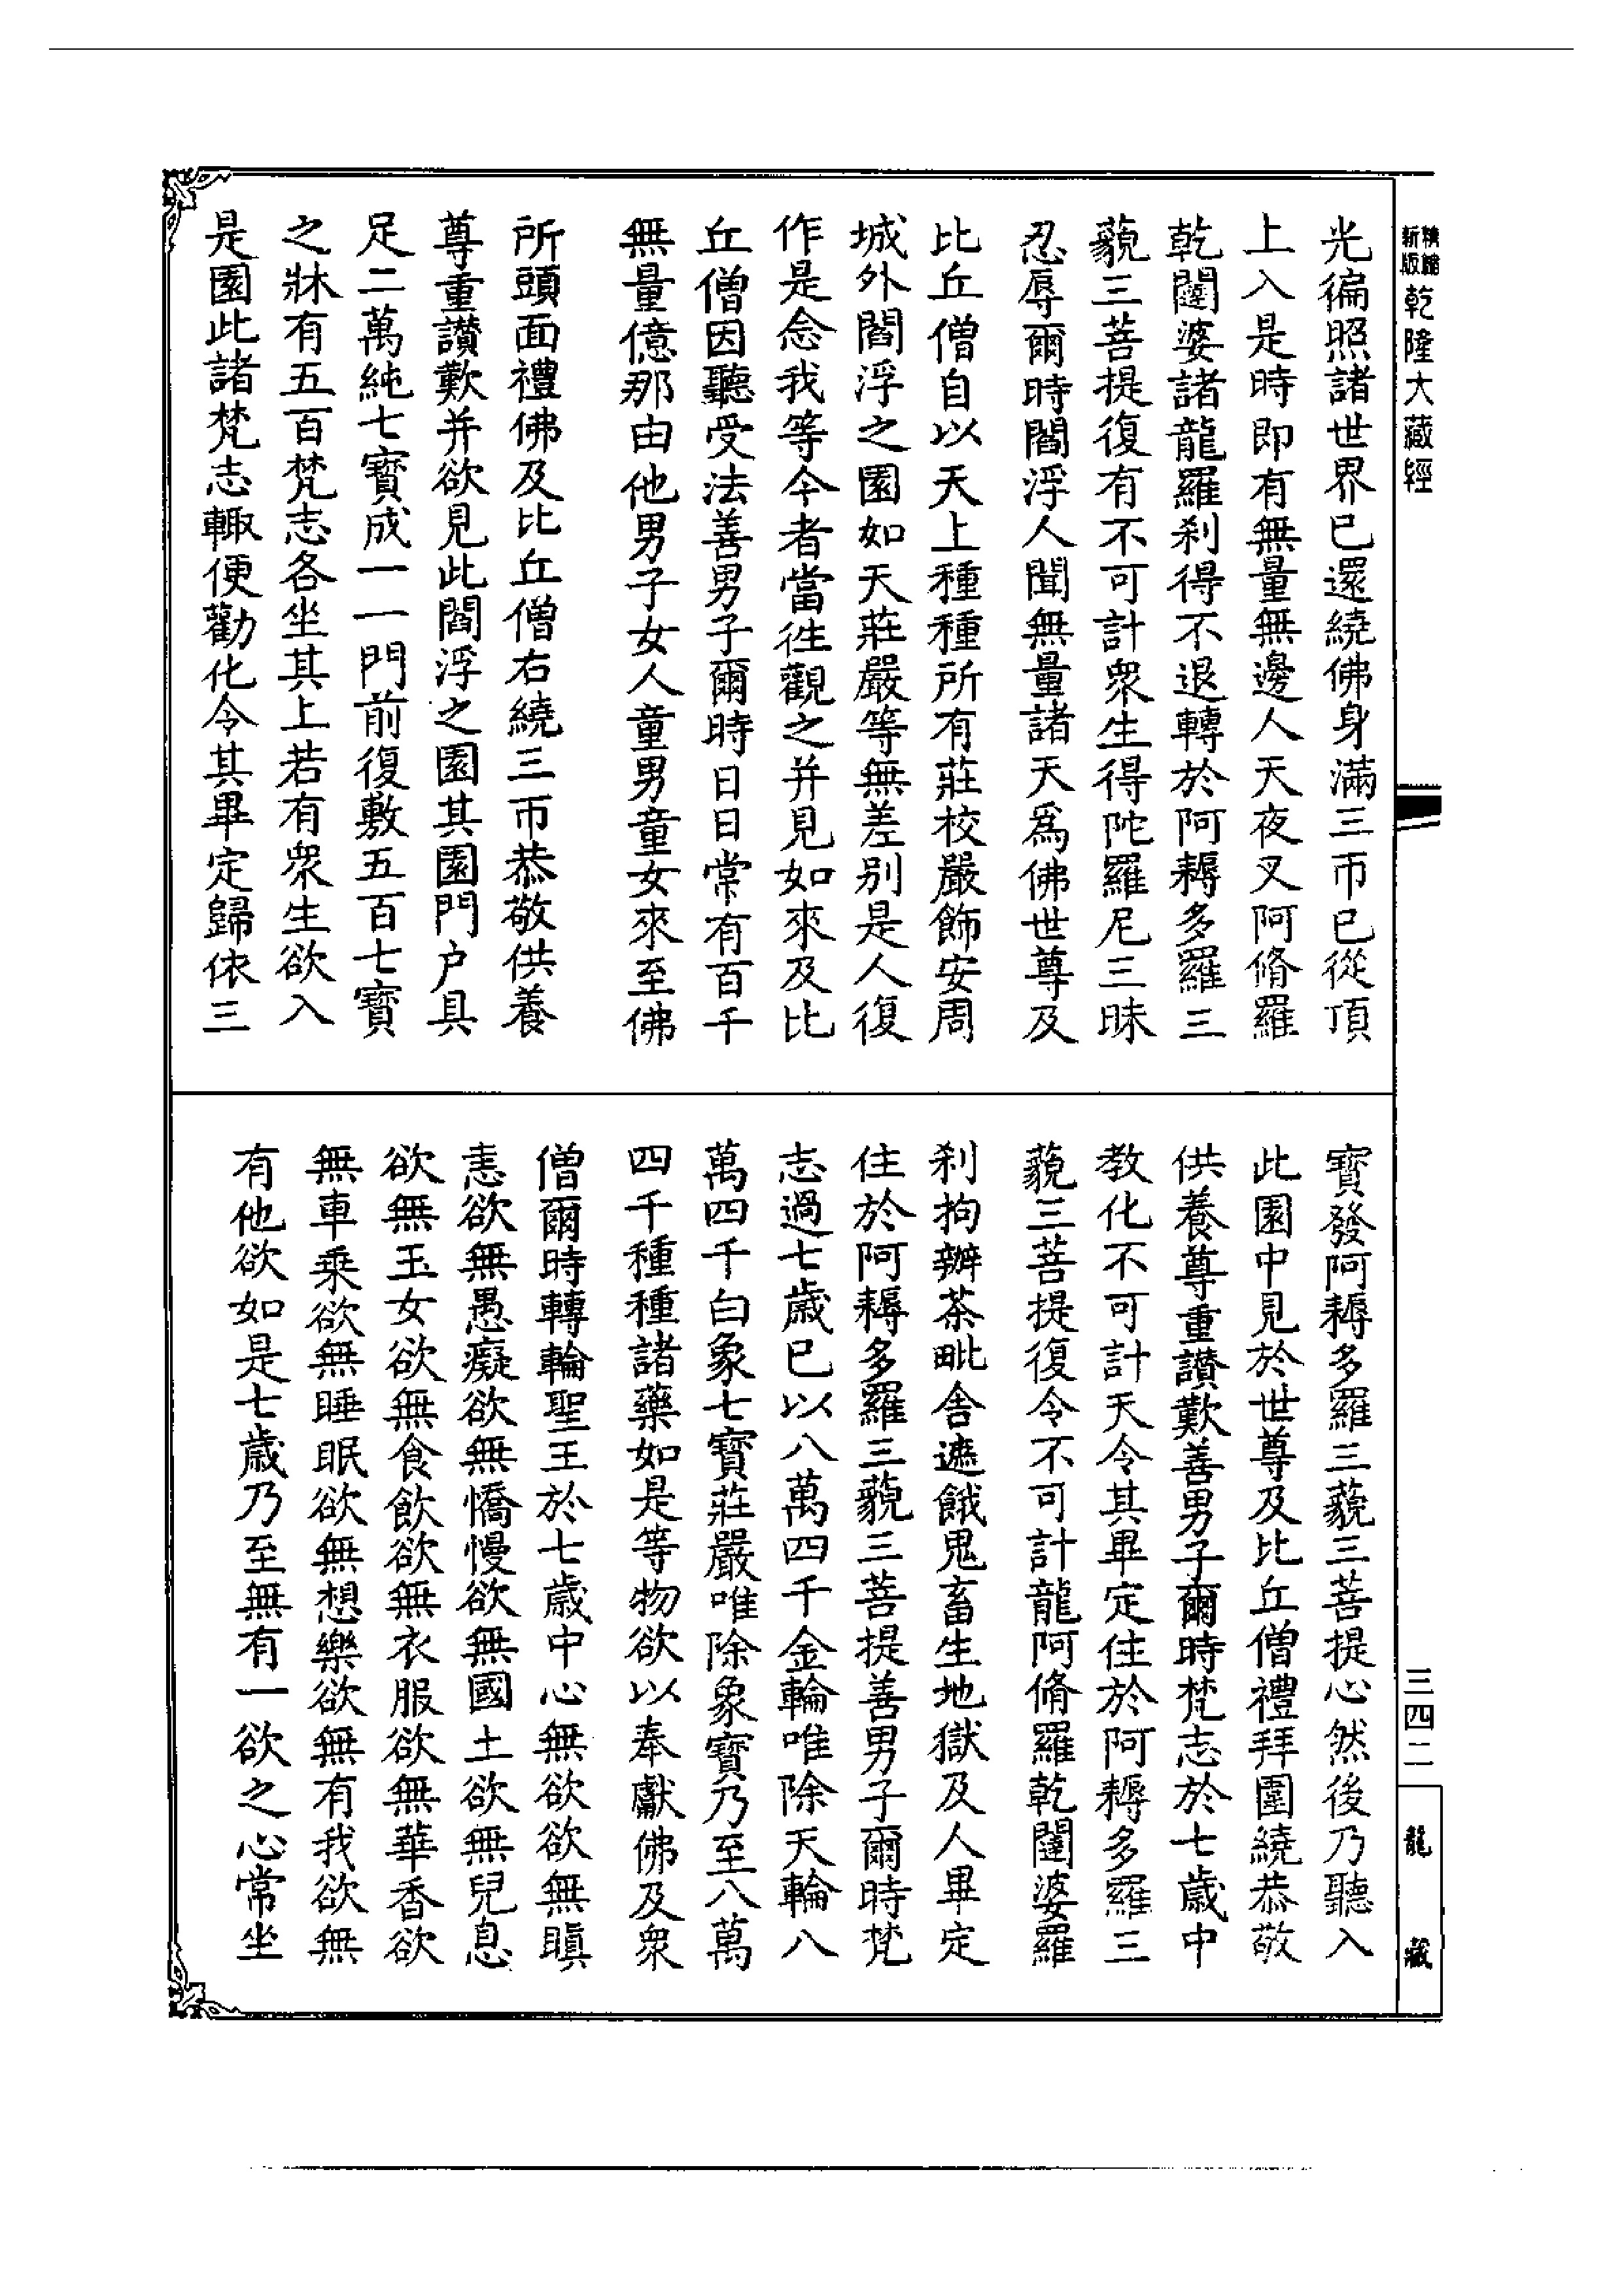 精縮新版乾隆大藏經
光徧照諸世界已還繞佛身滿三帀已從頂
上入是時即有無量無邊人天夜叉阿脩羅
乾闥婆諸龍羅刹得不退轉於阿耨多羅三
藐三菩提復有不可計衆生得陀羅尼三昧
忍辱爾時閻浮人聞無量諸天爲佛世尊及
比丘僧自以天上種種所有莊校嚴飾安周
城外閻浮之園如天莊嚴等無差别是人復
作是念我等今者當徃觀之并見如來及比
丘僧因聽受法善男子爾時日日常有百千
無量億那由他男子女人童男童女來至佛
所頭面禮佛及比丘僧右繞三帀恭敬供養
尊重讃歎并欲見此閻浮之園其園門户具
足二萬純七寶成一一門前復敷五百七寶
之牀有五百梵志各坐其上若有衆生欲入
是園此諸梵志輙便勸化令其畢定歸依三
寶發阿耨多羅三藐三菩提心然後乃聽入
此園中見於世尊及比丘僧禮拜圍繞恭敬
供養尊重讃歎善男子爾時梵志於七歲中
教化不可計天令其畢定住於阿耨多羅三
藐三菩提復令不可計龍阿脩羅乾闥婆羅
刹拘辦茶毗舍遮餓鬼畜生地獄及人畢定
住於阿耨多羅三藐三菩提善男子爾時梵
志過七歲已以八萬四千金輪唯除天輪八
萬四千白象七寶莊嚴唯除象寶乃至八萬
四千種種諸藥如是等物欲以奉獻佛及衆
僧爾時轉輪聖王於七歲中心無欲欲無瞋
恚欲無愚癡欲無憍慢欲無國土欲無兒息
欲無玉女欲無食飲欲無衣服欲無華香欲
無車乘欲無睡眠欲無想樂欲無有我欲無
有他欲如是七歲乃至無有一欲之心常坐
三四二
龍藏